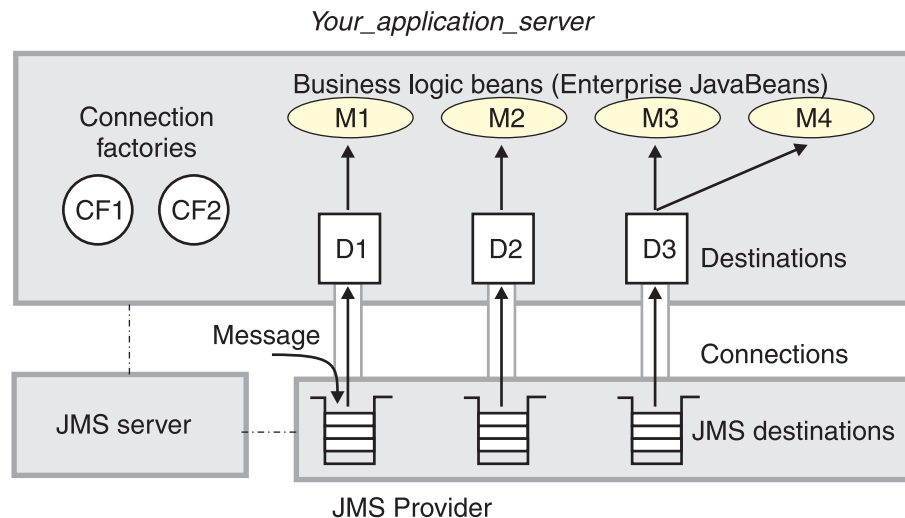 Your_application_server
Business logic beans (Enterprise JavaBeans)
Connection
factories
M1
M2
M3
M4
CF1
CF2
D1
D2
D3
Destinations
Message
Connections
JMS server
JMS destinations
JMS Provider